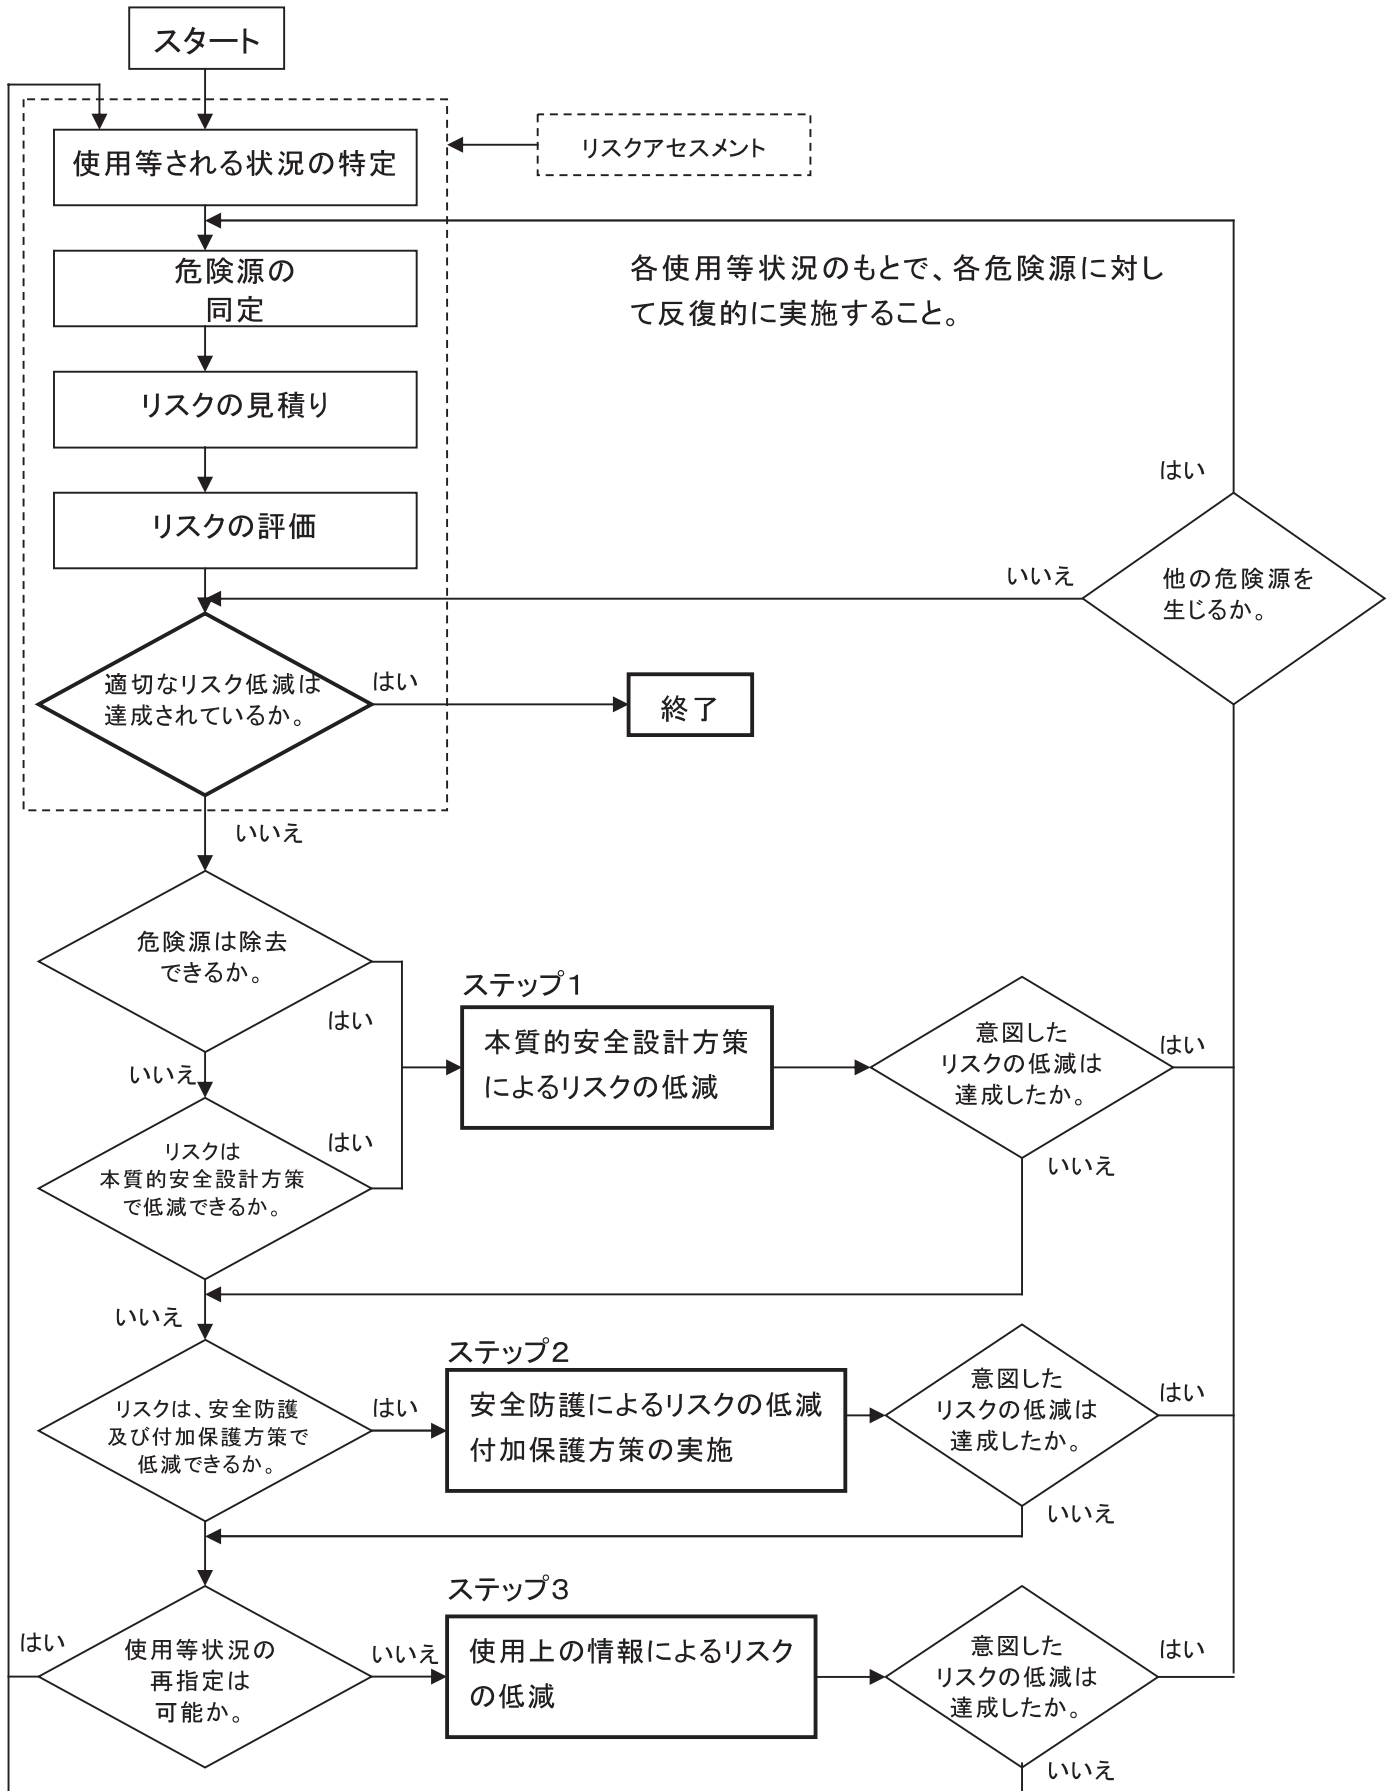 スタート
使用等される状況の特定
リスクアセスメント
危険源の
同定
各使用等状況のもとで、各危険源に対し
て反復的に実施すること。
リスクの見積り
はい
リスクの評価
いいえ
他の危険源を
生じるか。
適切なリスク低減は
達成されているか。
はい
終了
いいえ
危険源は除去
できるか。
はい
いいえ
ステップ1
本質的安全設計方策
によるリスクの低減
意図した
リスクの低減は
達成したか。
はい
いいえ
リスクは
本質的安全設計方策
で低減できるか。
はい
いいえ
ステップ2
リスクは、安全防護
及び付加保護方策で
低減できるか。
はい
安全防護によるリスクの低減
付加保護方策の実施
意図した
リスクの低減は
達成したか。
はい
いいえ
ステップ3
はい
使用等状況の
再指定は
可能か。
いいえ
使用上の情報によるリスク
の低減
意図した
リスクの低減は
達成したか。
はい
いいえ